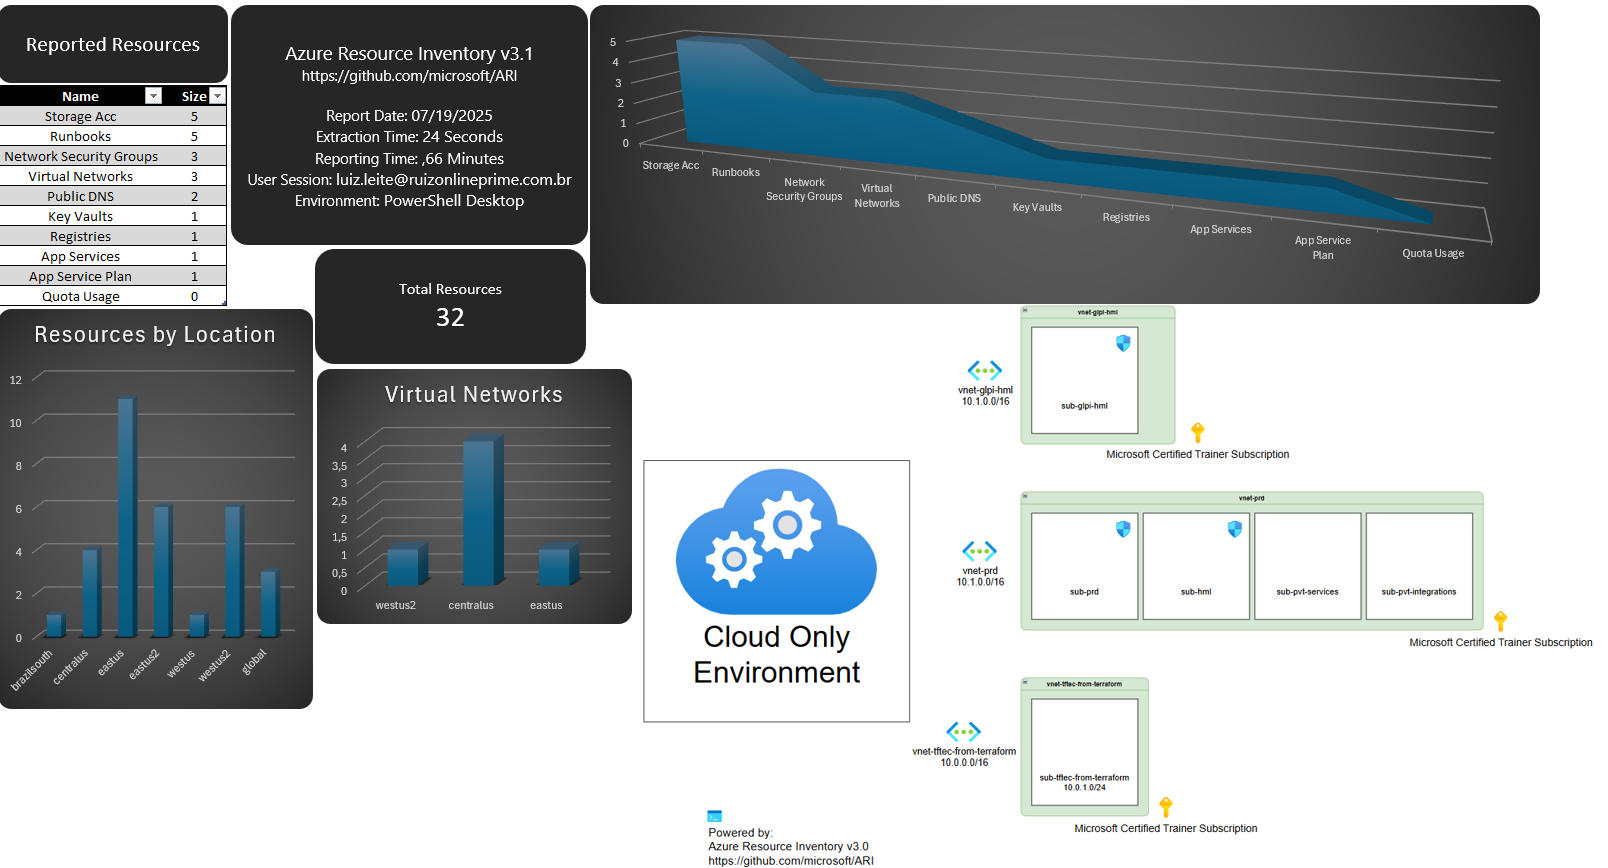 Reported Resources
Name Size
Storage Acc 5
Runbooks 5
Network Security Groups 3
Virtual Networks 3
Public DNS 2
Key Vaults 1
Registries 1
App Services 1
App Service Plan 1
Quota Usage 0
Azure Resource Inventory v3.1
https://github.com/microsoft/ARI
Report Date: 07/19/2025
Extraction Time: 24 Seconds
Reporting Time: ,66 Minutes
User Session: luiz.leite@ruizonlineprime.com.br
Environment: PowerShell Desktop
Total Resources
32
5
4
3
2
1
0
Storage Acc
Runbooks
Network
Security Groups
Virtual
Networks
Public DNS
Key Vaults
Registries
App Services
App Service
Plan
Quota Usage
Resources by Location
12
10
8
6
4
2
0
brazilsouth
centralus
eastus
eastus2
westus
westus2
global
Virtual Networks
4
3,5
3
2,5
2
1,5
1
0,5
0
westus2
centralus
eastus
Cloud Only
Environment
vnet-glpi-hml
10.1.0.0/16
vnet-glpi-hml
sub-glpi-hml
Microsoft Certified Trainer Subscription
vnet-prd
10.1.0.0/16
vnet-prd
sub-prd
sub-hml
sub-pvt-services
sub-pvt-integrations
Microsoft Certified Trainer Subscription
vnet-tftec-from-terraform
10.0.0.0/16
vnet-tftec-from-terraform
sub-tftec-from-terraform
10.0.1.0/24
Microsoft Certified Trainer Subscription
Powered by:
Azure Resource Inventory v3.0
https://github.com/microsoft/ARI